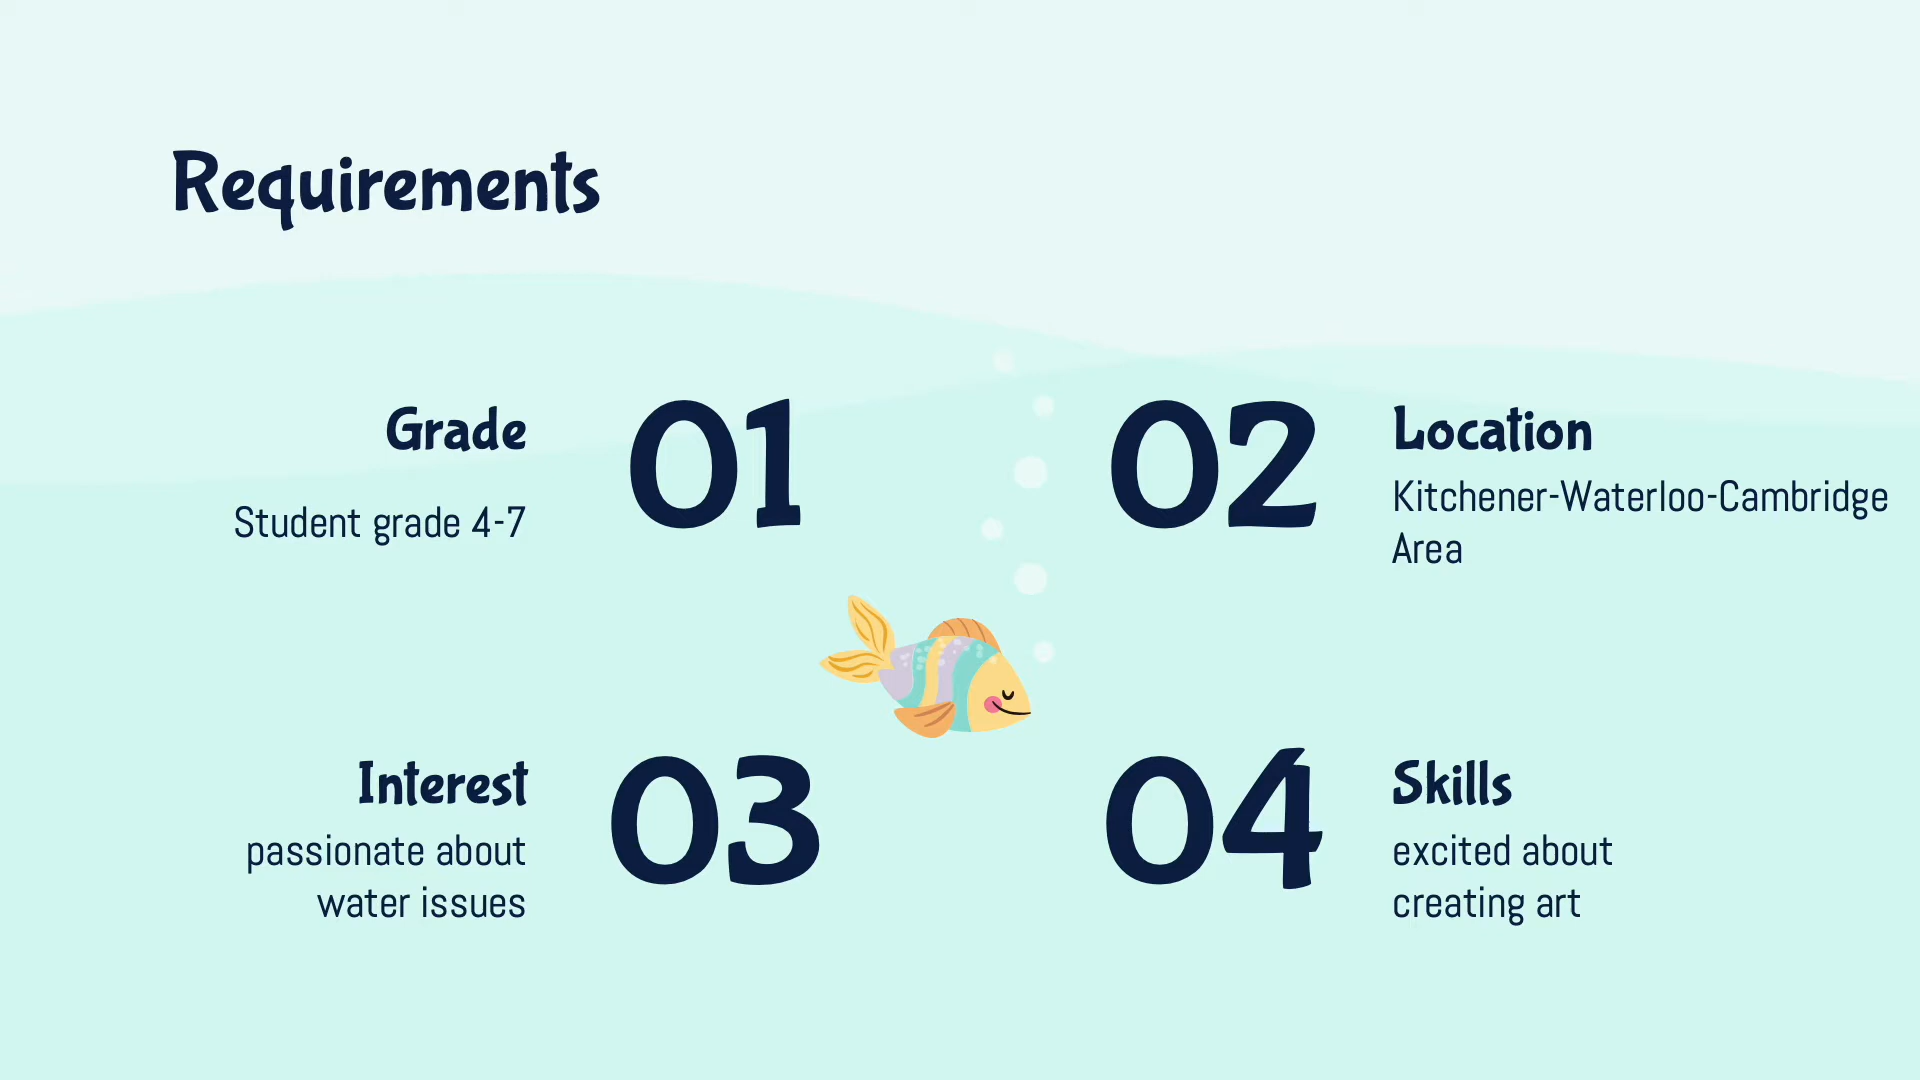 Requirements
Grade
Student grade 4-7
01
02
Location
Kitchener-Waterloo-Cambridge
Area
Interest
passionate about
water issues
03
04
Skills
excited about
creating art